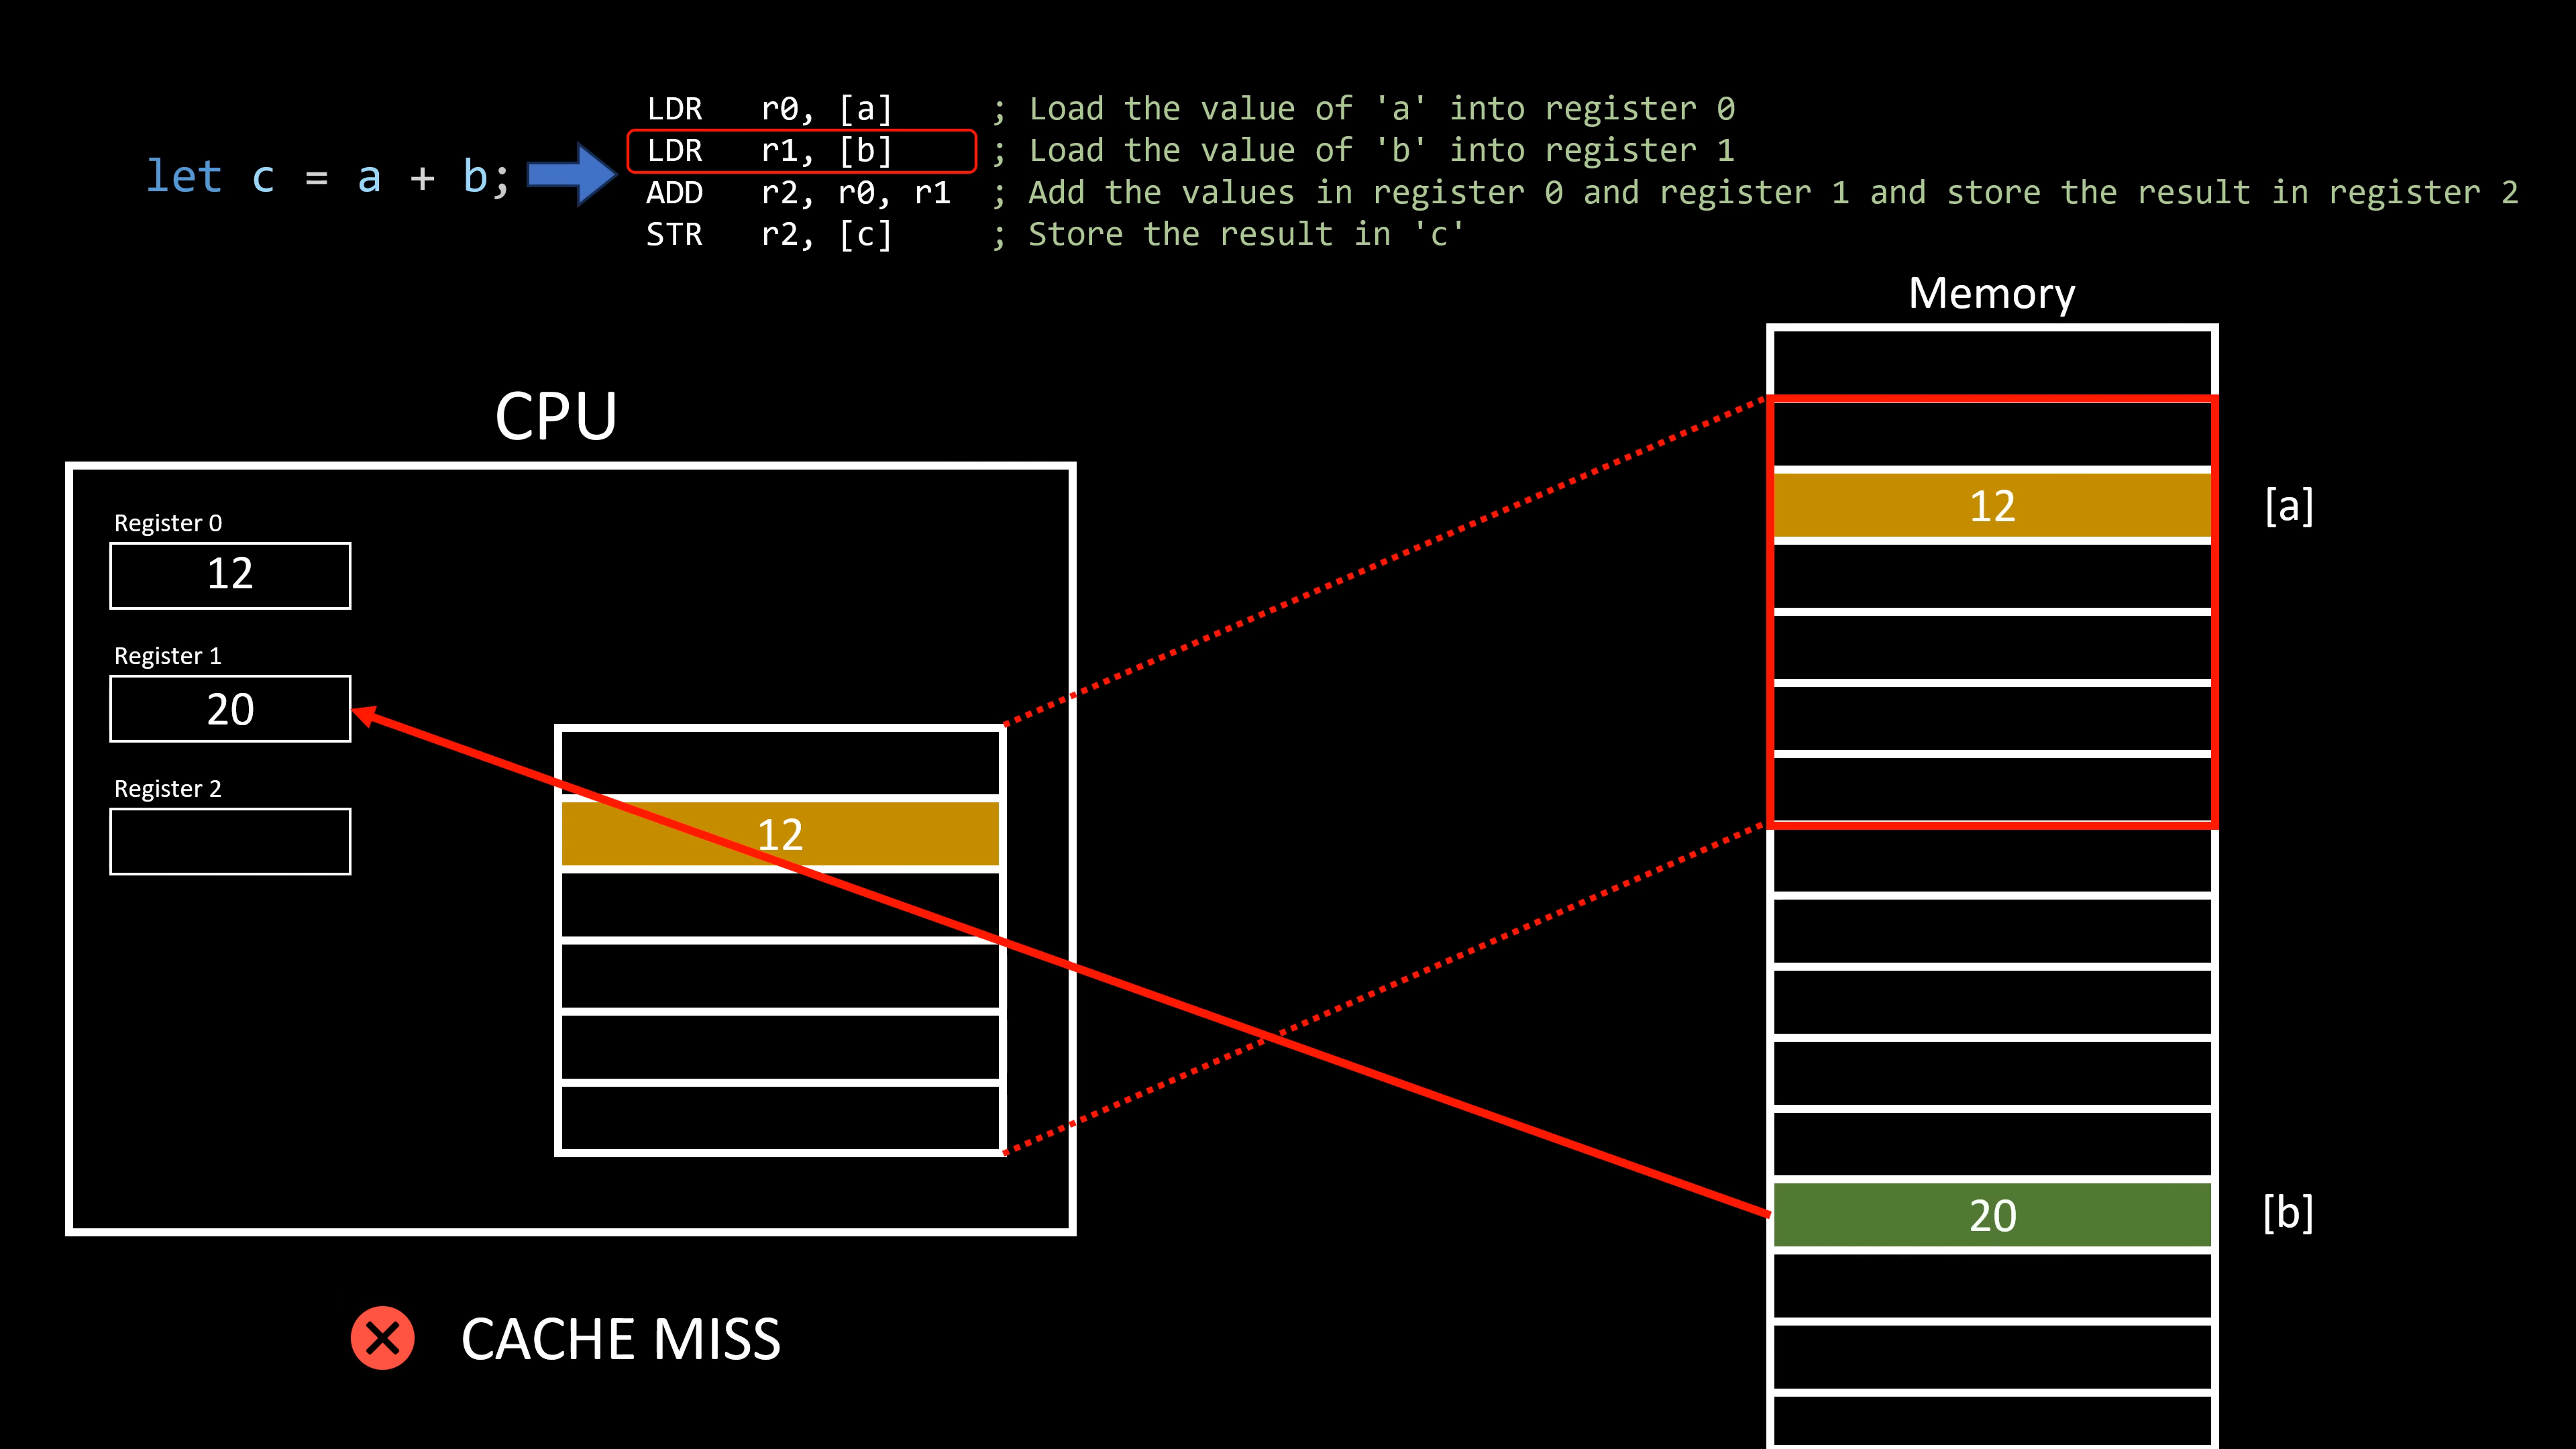 let c = a + b;
LDR r0, [a] ; Load the value of 'a' into register 0
LDR r1, [b] ; Load the value of 'b' into register 1
ADD r2, r0, r1 ; Add the values in register 0 and register 1 and store the result in register 2
STR r2, [c] ; Store the result in 'c'
Memory
CPU
12 [a]
Register 0
12
Register 1
20
Register 2
12
20 [b]
CACHE MISS